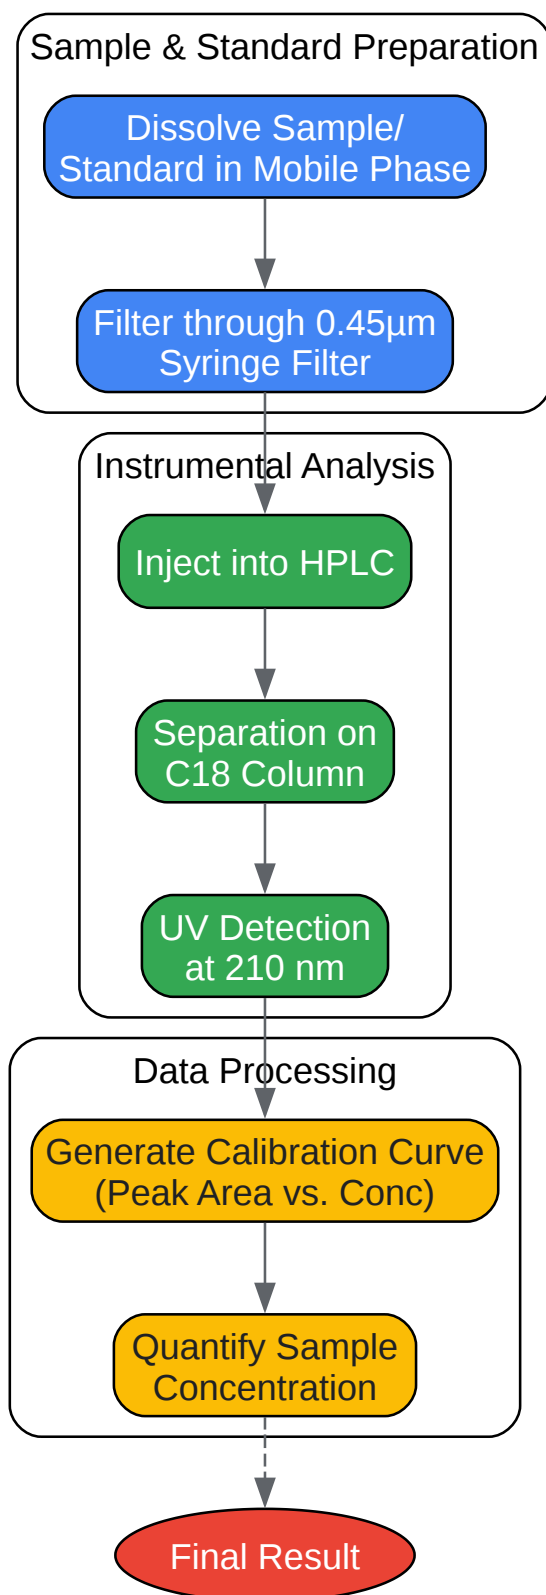 Sample & Standard Preparation
Dissolve Sample/
Standard in Mobile Phase
Filter through 0.45µm
Syringe Filter
Instrumental Analysis
Inject into HPLC
Separation on
C18 Column
UV Detection
at 210 nm
Data Processing
Generate Calibration Curve
(Peak Area vs. Conc)
Quantify Sample
Concentration
Final Result